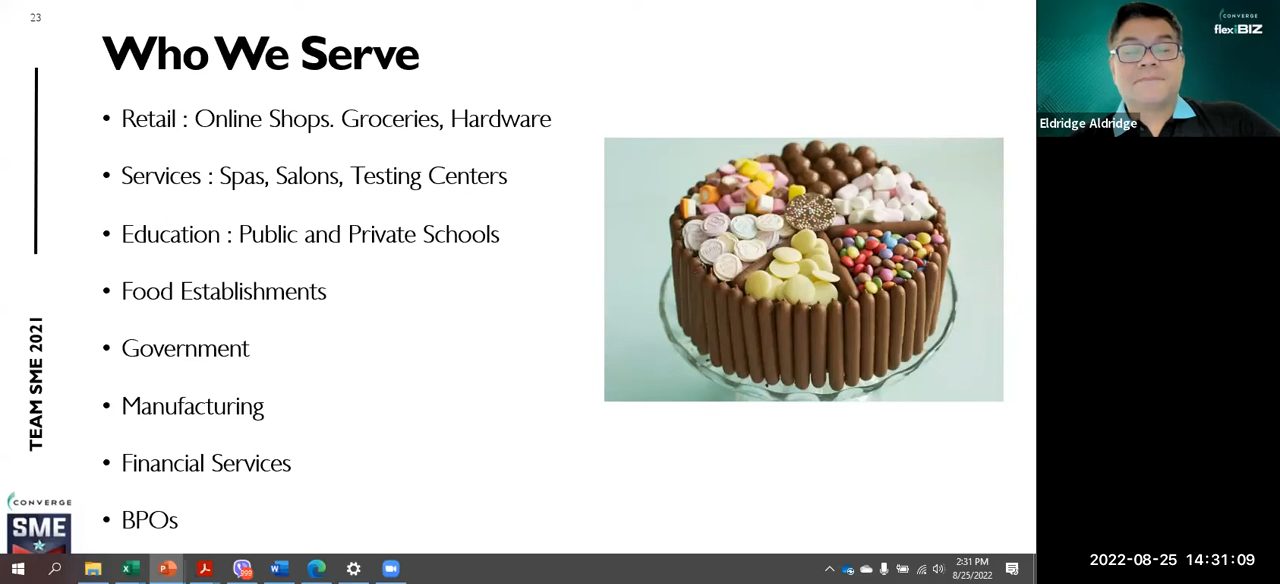 23
Who We Serve
• Retail : Online Shops. Groceries, Hardware
• Services : Spas, Salons, Testing Centers
• Education : Public and Private Schools
• Food Establishments
• Government
• Manufacturing
• Financial Services
• BPOs
TEAM SME 2021
CONVERGE
SME
CONVERGE
flexiBIZ
Eldridge Aldridge
2022-08-25 14:31:09
2:31 PM
8/25/2022